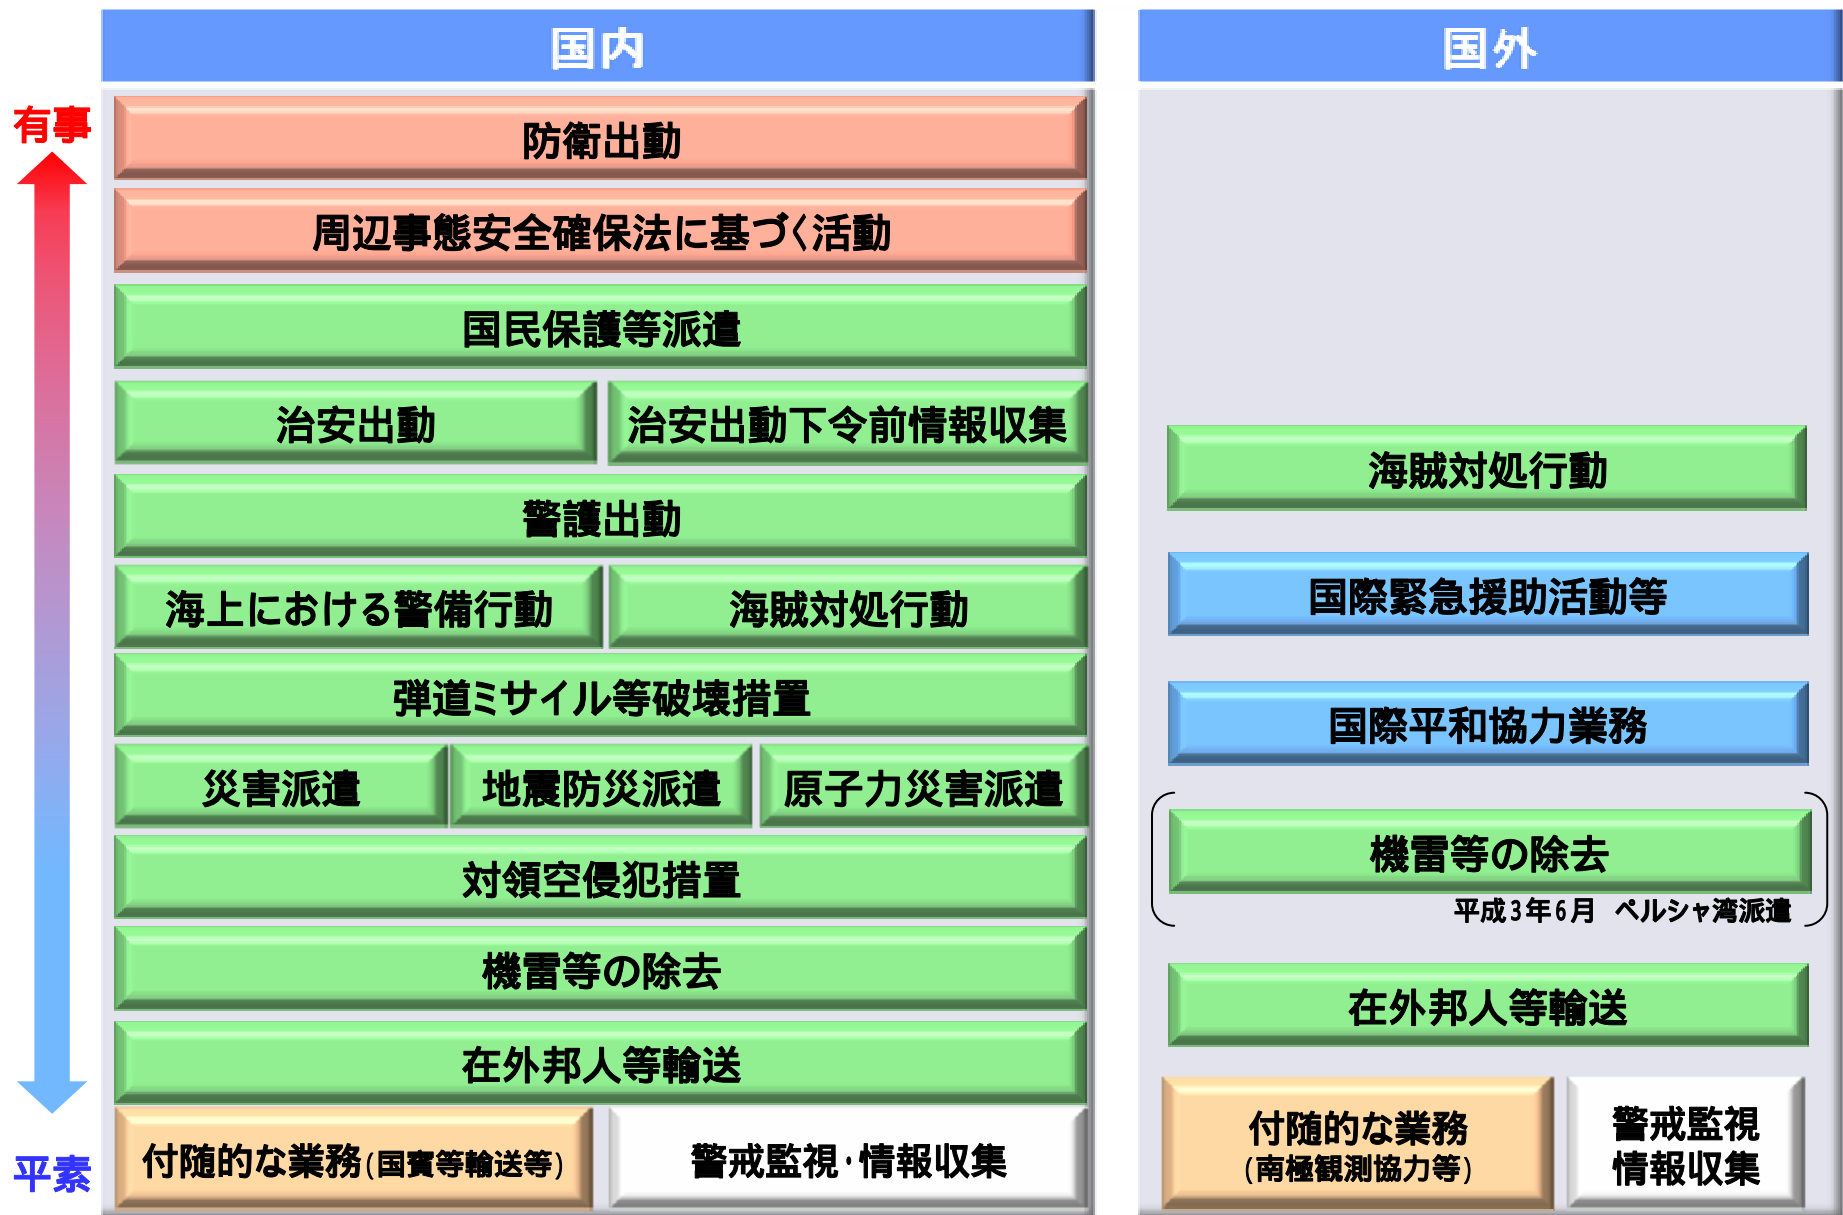 国内
国外
有事
防衛出動
周辺事態安全確保法に基づく活動
国民保護等派遣
治安出動
治安出動下令前情報収集
警護出動
海上における警備行動
海賊対処行動
弾道ミサイル等破壊措置
災害派遣
地震防災派遣
原子力災害派遣
対領空侵犯措置
機雷等の除去
在外邦人等輸送
付随的な業務(国賓等輸送等)
警戒監視・情報収集
平素
海賊対処行動
国際緊急援助活動等
国際平和協力業務
機雷等の除去
平成3年6月 ペルシャ湾派遣
在外邦人等輸送
付随的な業務
(南極観測協力等)
警戒監視
情報収集